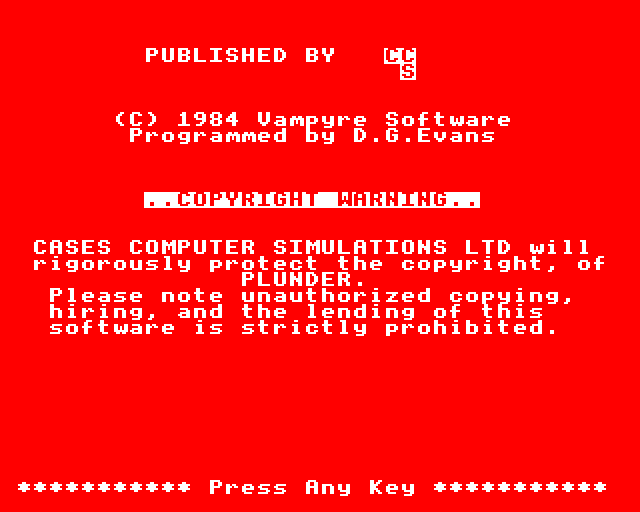 PUBLISHED BY CC
S
(C) 1984 Vampyre Software
Programmed by D.G.Evans
..COPYRIGHT WARNING..
CASES COMPUTER SIMULATIONS LTD will
rigorously protect the copyright, of
PLUNDER.
Please note unauthorized copying,
hiring, and the lending of this
software is strictly prohibited.
*********** Press Any Key ***********